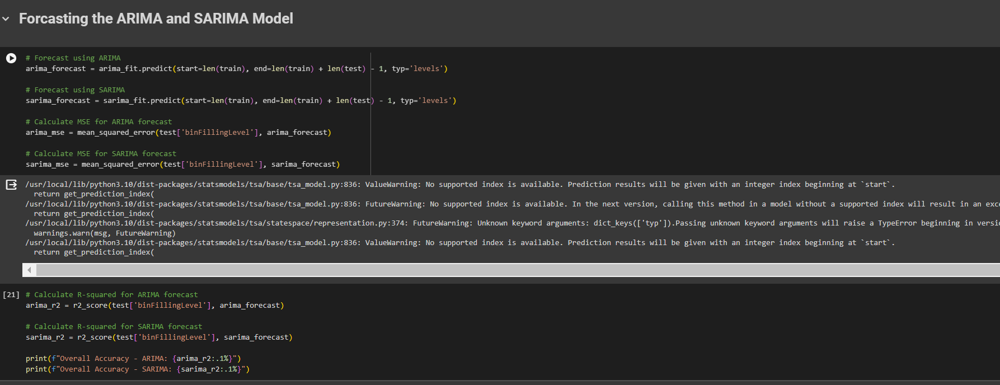 Forcasting the ARIMA and SARIMA Model
# Forecast using ARIMA
arima_forecast = arima_fit.predict(start=len(train), end=len(train) + len(test) - 1, typ='levels')
# Forecast using SARIMA
sarima_forecast = sarima_fit.predict(start=len(train), end=len(train) + len(test) - 1, typ='levels')
# Calculate MSE for ARIMA forecast
arima_mse = mean_squared_error(test['binFillingLevel'], arima_forecast)
# Calculate MSE for SARIMA forecast
sarima_mse = mean_squared_error(test['binFillingLevel'], sarima_forecast)
/usr/local/lib/python3.10/dist-packages/statsmodels/tsa/base/tsa_model.py:836: ValueWarning: No supported index is available. Prediction results will be given with an integer index beginning at `start`.
return get_prediction_index(
/usr/local/lib/python3.10/dist-packages/statsmodels/tsa/base/tsa_model.py:836: FutureWarning: No supported index is available. In the next version, calling this method in a model without a supported index will result in an exc
return get_prediction_index(
/usr/local/lib/python3.10/dist-packages/statsmodels/tsa/statespace/representation.py:374: FutureWarning: Unknown keyword arguments: dict_keys(['typ']).Passing unknown keyword arguments will raise a TypeError beginning in versi
warnings.warn(msg, FutureWarning)
/usr/local/lib/python3.10/dist-packages/statsmodels/tsa/base/tsa_model.py:836: ValueWarning: No supported index is available. Prediction results will be given with an integer index beginning at `start`.
return get_prediction_index(
[21] # Calculate R-squared for ARIMA forecast
arima_r2 = r2_score(test['binFillingLevel'], arima_forecast)
# Calculate R-squared for SARIMA forecast
sarima_r2 = r2_score(test['binFillingLevel'], sarima_forecast)
print(f"Overall Accuracy - ARIMA: {arima_r2:.1%}")
print(f"Overall Accuracy - SARIMA: {sarima_r2:.1%}")